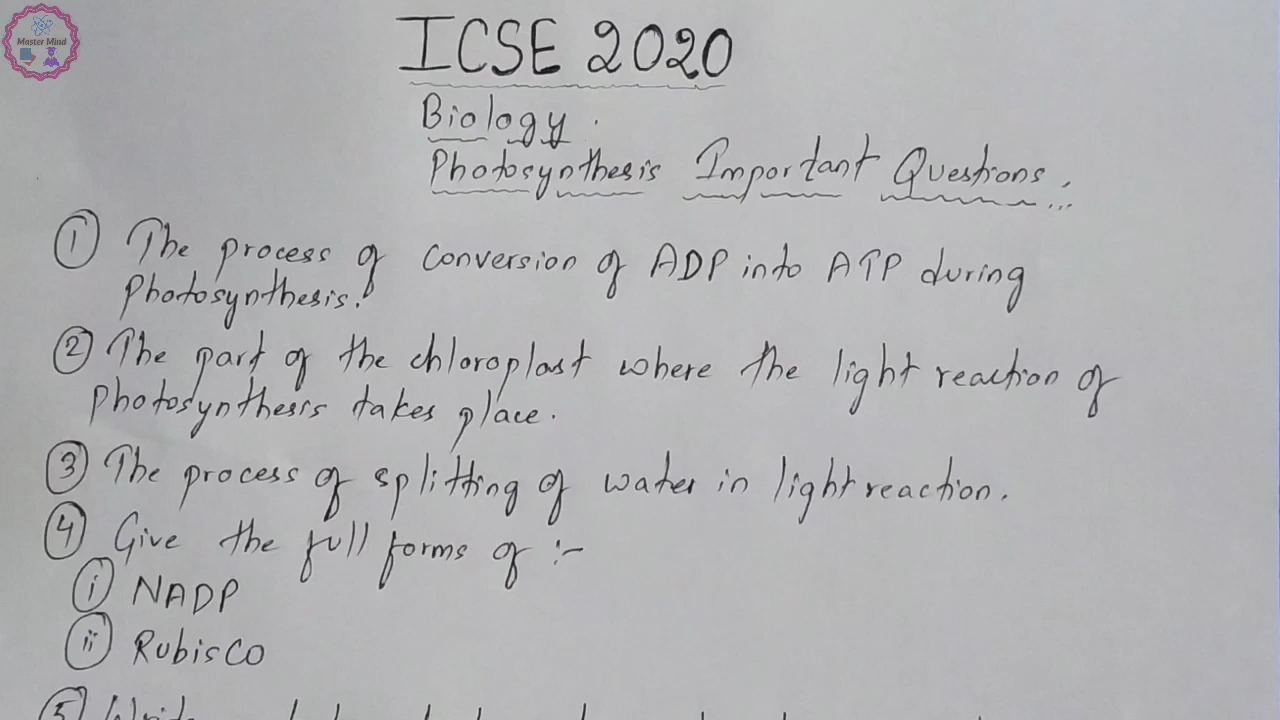 Master Mind
ICSE 2020
Biology.
Photosynthesis Important Questions...
① The process of conversion of ADP into ATP during
Photosynthesis.
② The part of the chloroplast where the light reaction of
photosynthesis takes place.
③ The process of splitting of water in light reaction.
④ Give the full forms of :-
ⓘ NADP
ⓘⓘ RubisCO
⑤ Write